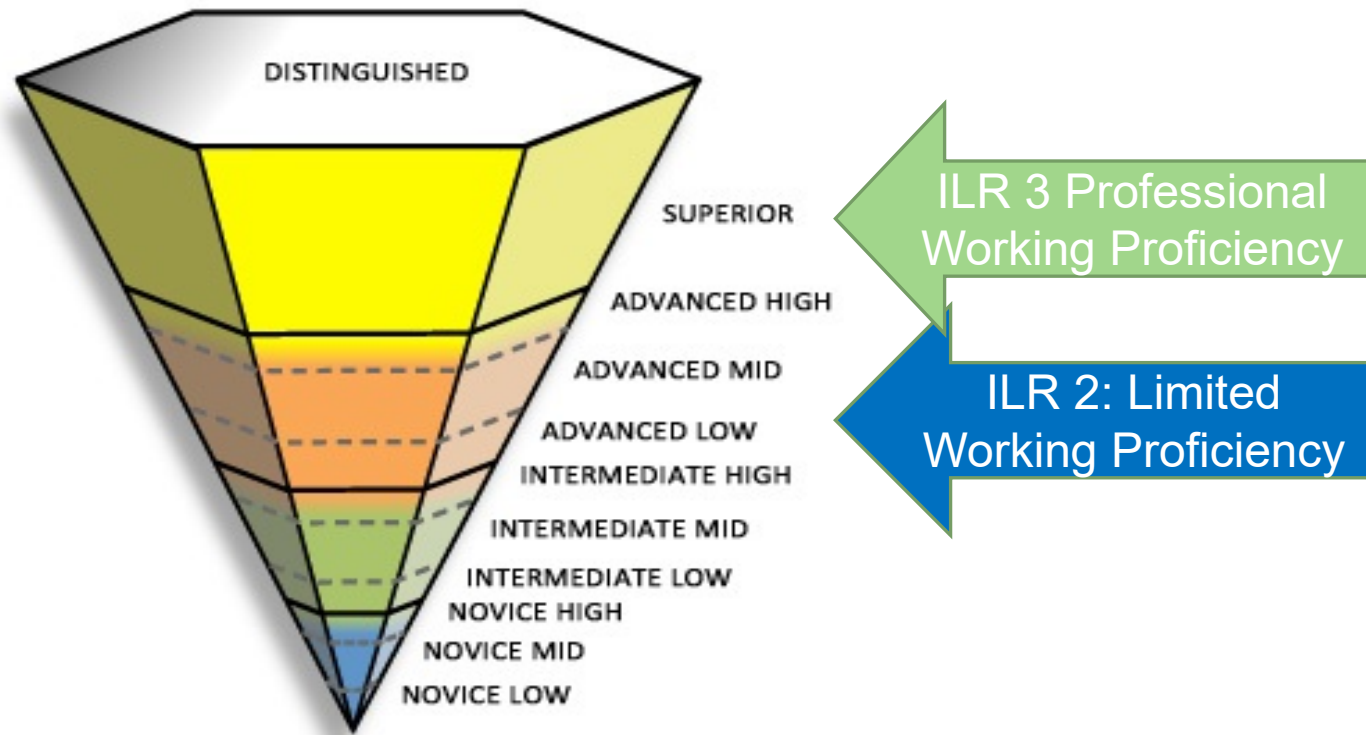 DISTINGUISHED
SUPERIOR
ADVANCED HIGH
ADVANCED MID
ADVANCED LOW
INTERMEDIATE HIGH
INTERMEDIATE MID
INTERMEDIATE LOW
NOVICE HIGH
NOVICE MID
NOVICE LOW
ILR 3 Professional
Working Proficiency
ILR 2: Limited
Working Proficiency